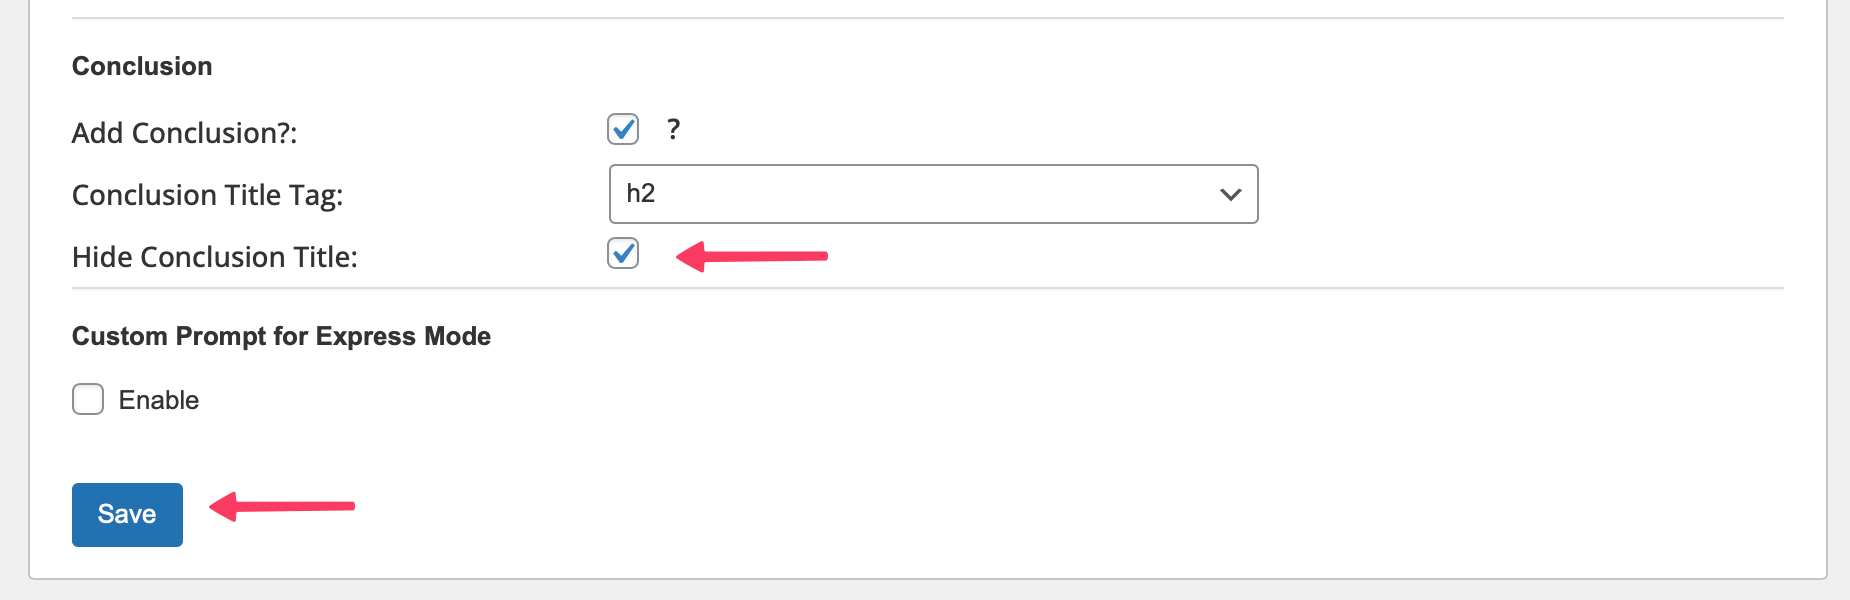 Conclusion
Add Conclusion?: ?
Conclusion Title Tag: h2
Hide Conclusion Title:
Custom Prompt for Express Mode
Enable
Save